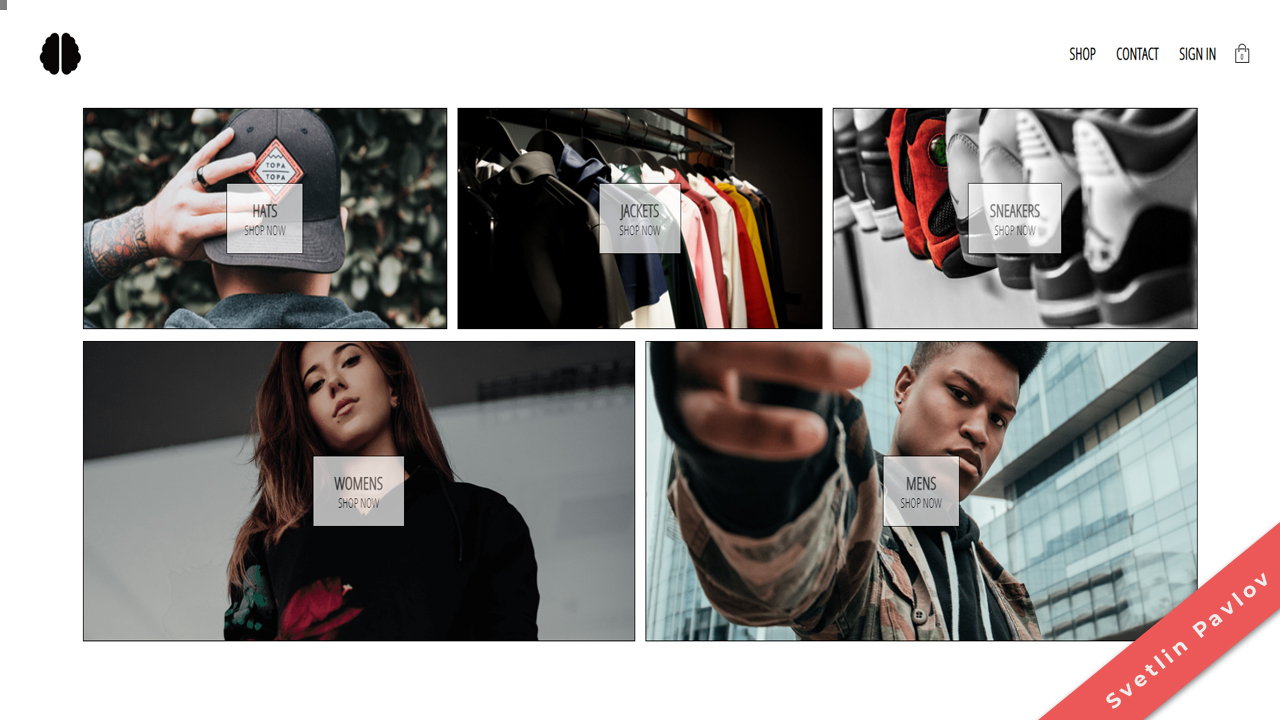 SHOP CONTACT SIGN IN
0
TOPA
TOPA
HATS
SHOP NOW
JACKETS
SHOP NOW
SNEAKERS
SHOP NOW
WOMENS
SHOP NOW
MENS
SHOP NOW
Svetlin Pavlov